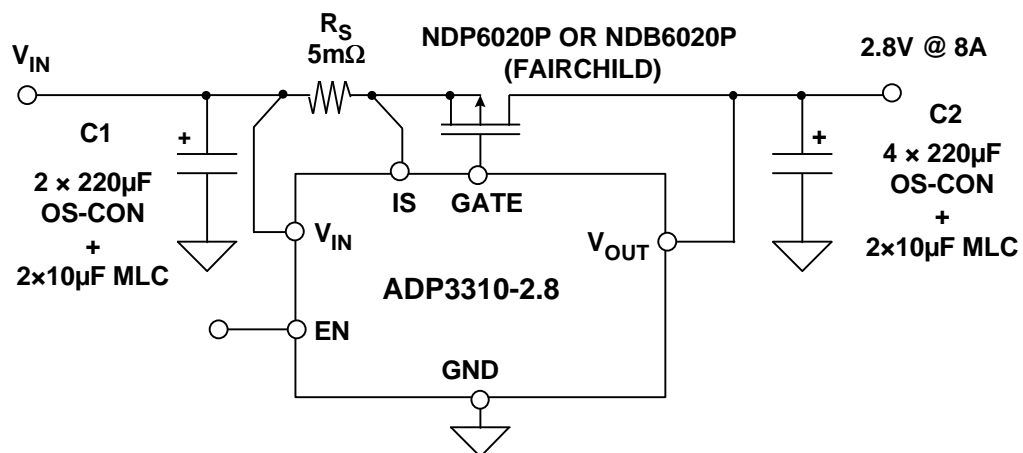 RS
5mΩ
NDP6020P OR NDB6020P
(FAIRCHILD)
2.8V @ 8A
VIN
C1
+
2 × 220µF
OS-CON
+
2×10µF MLC
IS
GATE
VIN
VOUT
ADP3310-2.8
EN
GND
+
C2
4 × 220µF
OS-CON
+
2×10µF MLC